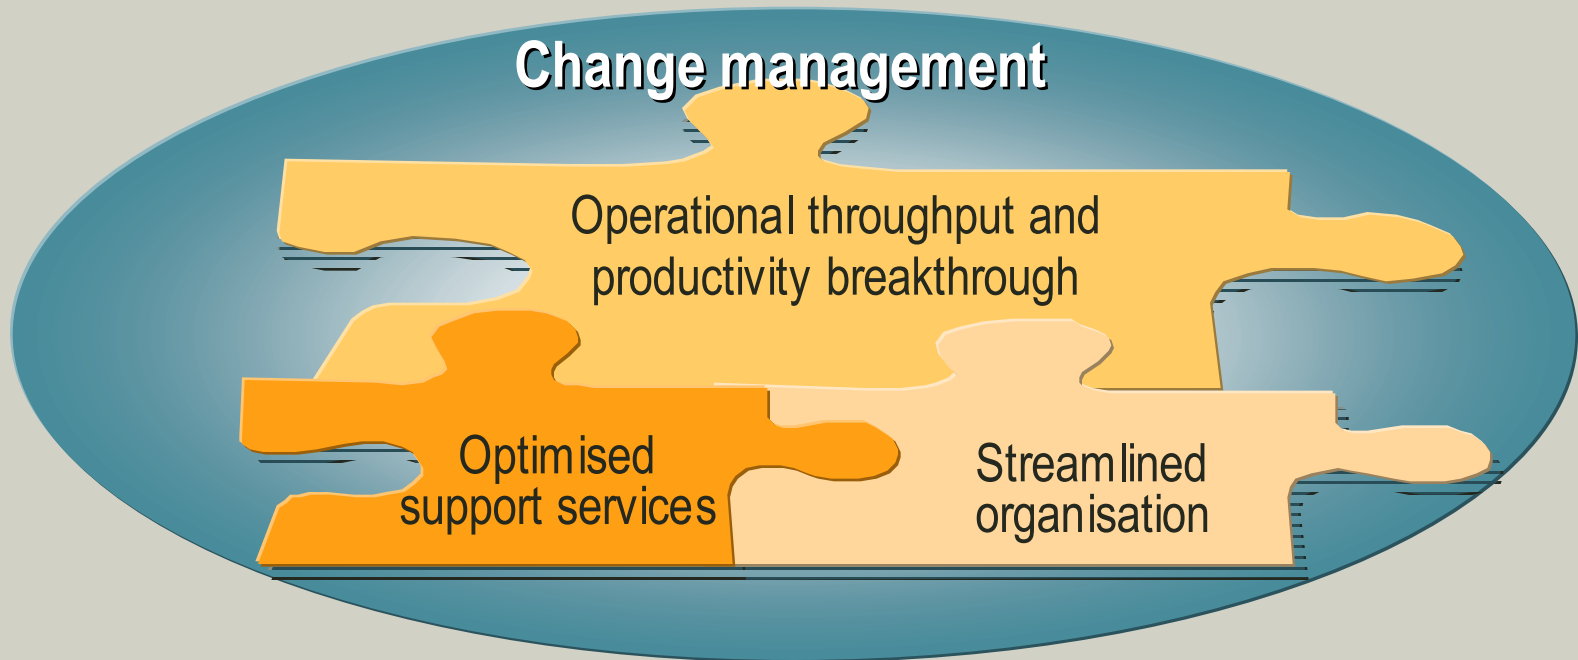 Change management
Operational throughput and
productivity breakthrough
Optimised
support services
Streamlined
organisation